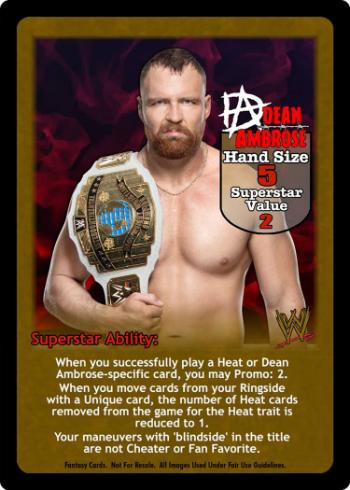 DEAN
AMBROSE
Hand Size
5
Superstar
Value
2
Superstar Ability:
When you successfully play a Heat or Dean
Ambrose-specific card, you may Promo: 2.
When you move cards from your Ringside
with a Unique card, the number of Heat cards
removed from the game for the Heat trait is
reduced to 1.
Your maneuvers with 'blindside' in the title
are not Cheater or Fan Favorite.
Fantasy Cards. Not For Resale. All Images Used Under Fair Use Guidelines.